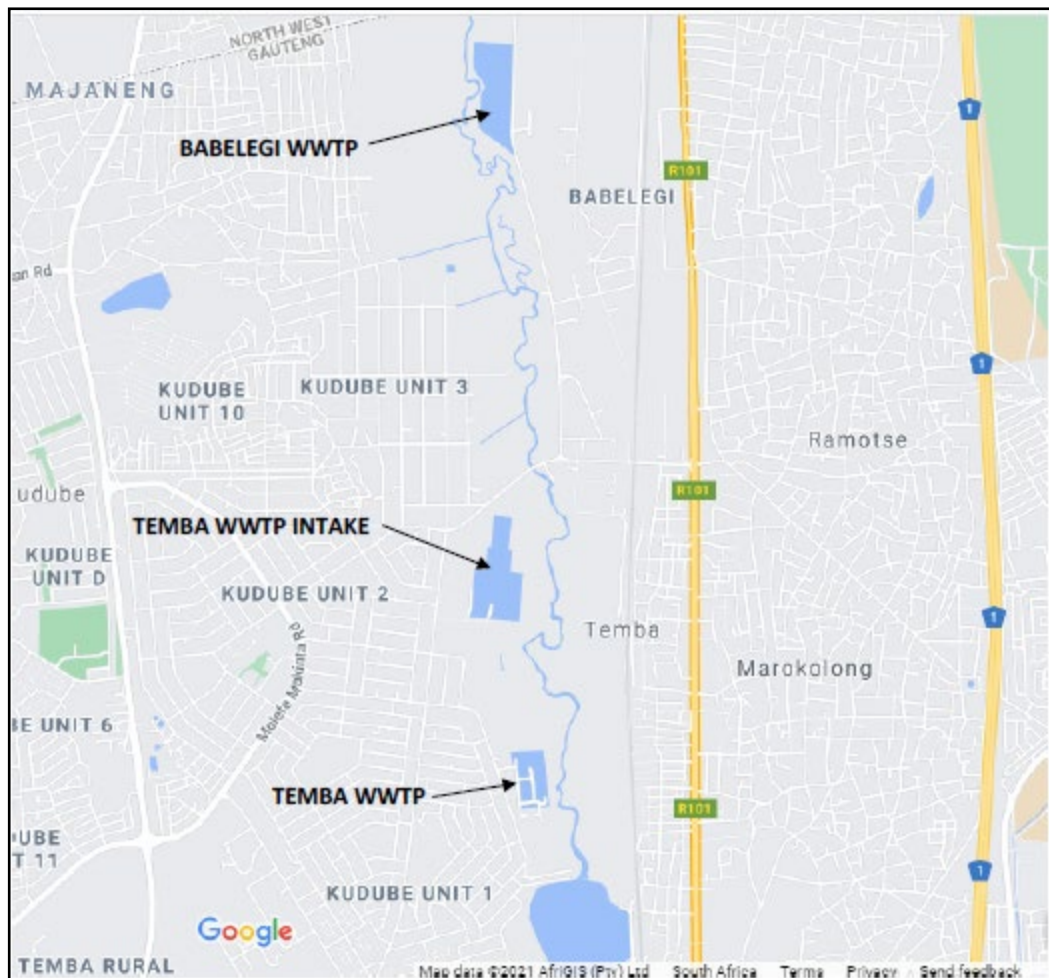 NORTH WEST
GAUTENG
MAJANENG
BABELEGI WWTP
R101
1
BABELEGI
an Rd
KUDUBE
UNIT 10
KUDUBE UNIT 3
1
Ramotse
udube
R101
TEMBA WWTP INTAKE
KUDUBE
UNIT D
KUDUBE UNIT 2
Temba
1
Marokolong
Molefe Makinta Rd
BE UNIT 6
TEMBA WWTP
R101
UBE
T 11
KUDUBE UNIT 1
1
Google
TEMBA RURAL
Map data ©2021 AfriGIS (Pty) Ltd South Africa Terms Privacy Send feedback